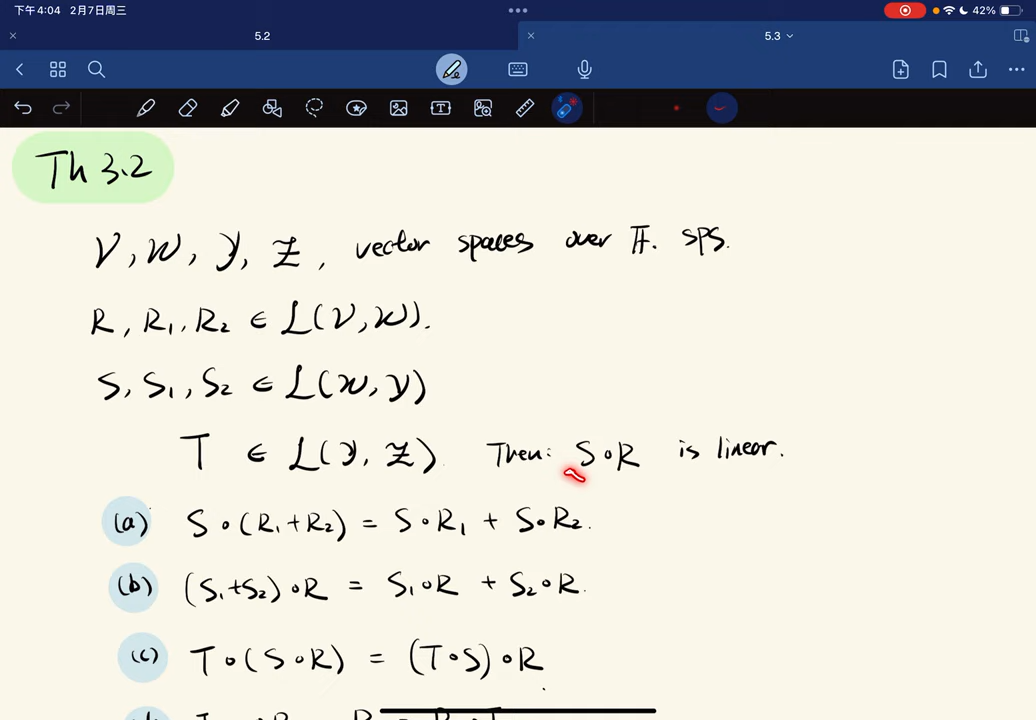 下午4:04 2月7日周三
42%
5.2
5.3
Th 3.2
V, W, Y, Z, vector spaces over F. sps.
R, R₁, R₂ ∈ L(V, W).
S, S₁, S₂ ∈ L(W, Y)
T ∈ L(Y, Z). Then: S∘R is linear.
(a) S∘(R₁+R₂) = S∘R₁ + S∘R₂.
(b) (S₁+S₂)∘R = S₁∘R + S₂∘R.
(c) T∘(S∘R) = (T∘S)∘R